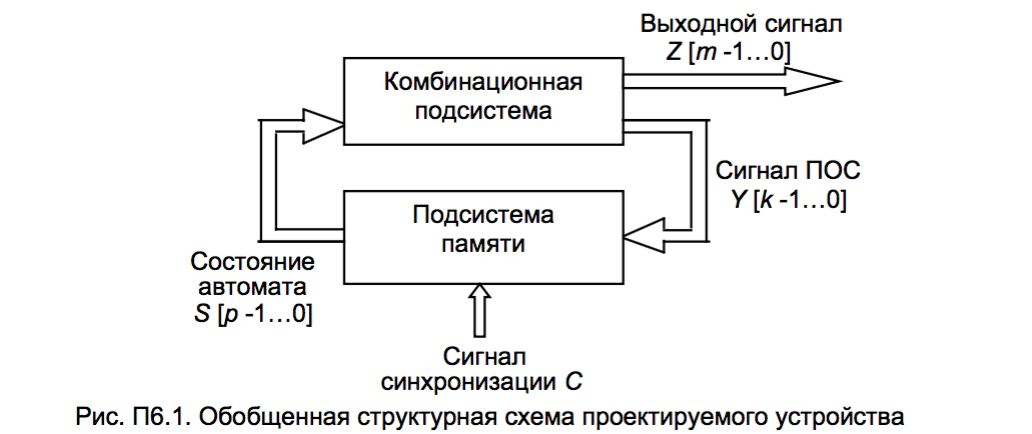 Выходной сигнал
Z [m -1…0]
Комбинационная
подсистема
Сигнал ПОС
Y [k -1…0]
Подсистема
памяти
Состояние
автомата
S [p -1…0]
Сигнал
синхронизации C
Рис. П6.1. Обобщенная структурная схема проектируемого устройства